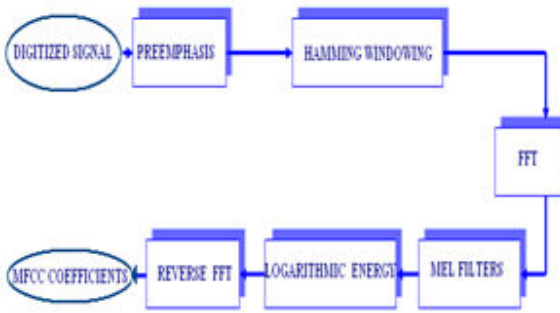 DIGITIZED SIGNAL
PREEMPHASIS
HAMMING WINDOWING
FFT
MEL FILTERS
LOGARITHMIC ENERGY
REVERSE FFT
MFCC COEFFICIENTS